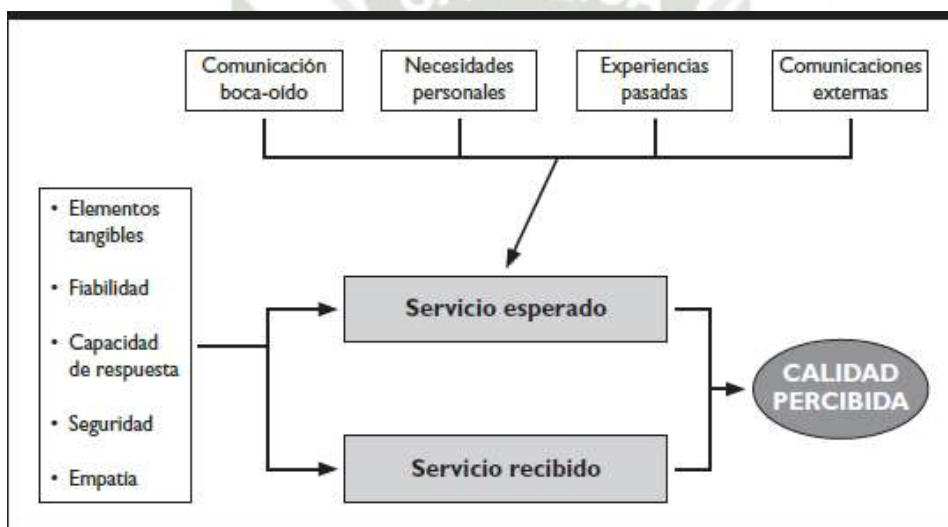 Comunicación
boca-oído
Necesidades
personales
Experiencias
pasadas
Comunicaciones
externas
• Elementos
tangibles
• Fiabilidad
• Capacidad
de respuesta
• Seguridad
• Empatía
Servicio esperado
Servicio recibido
CALIDAD
PERCIBIDA